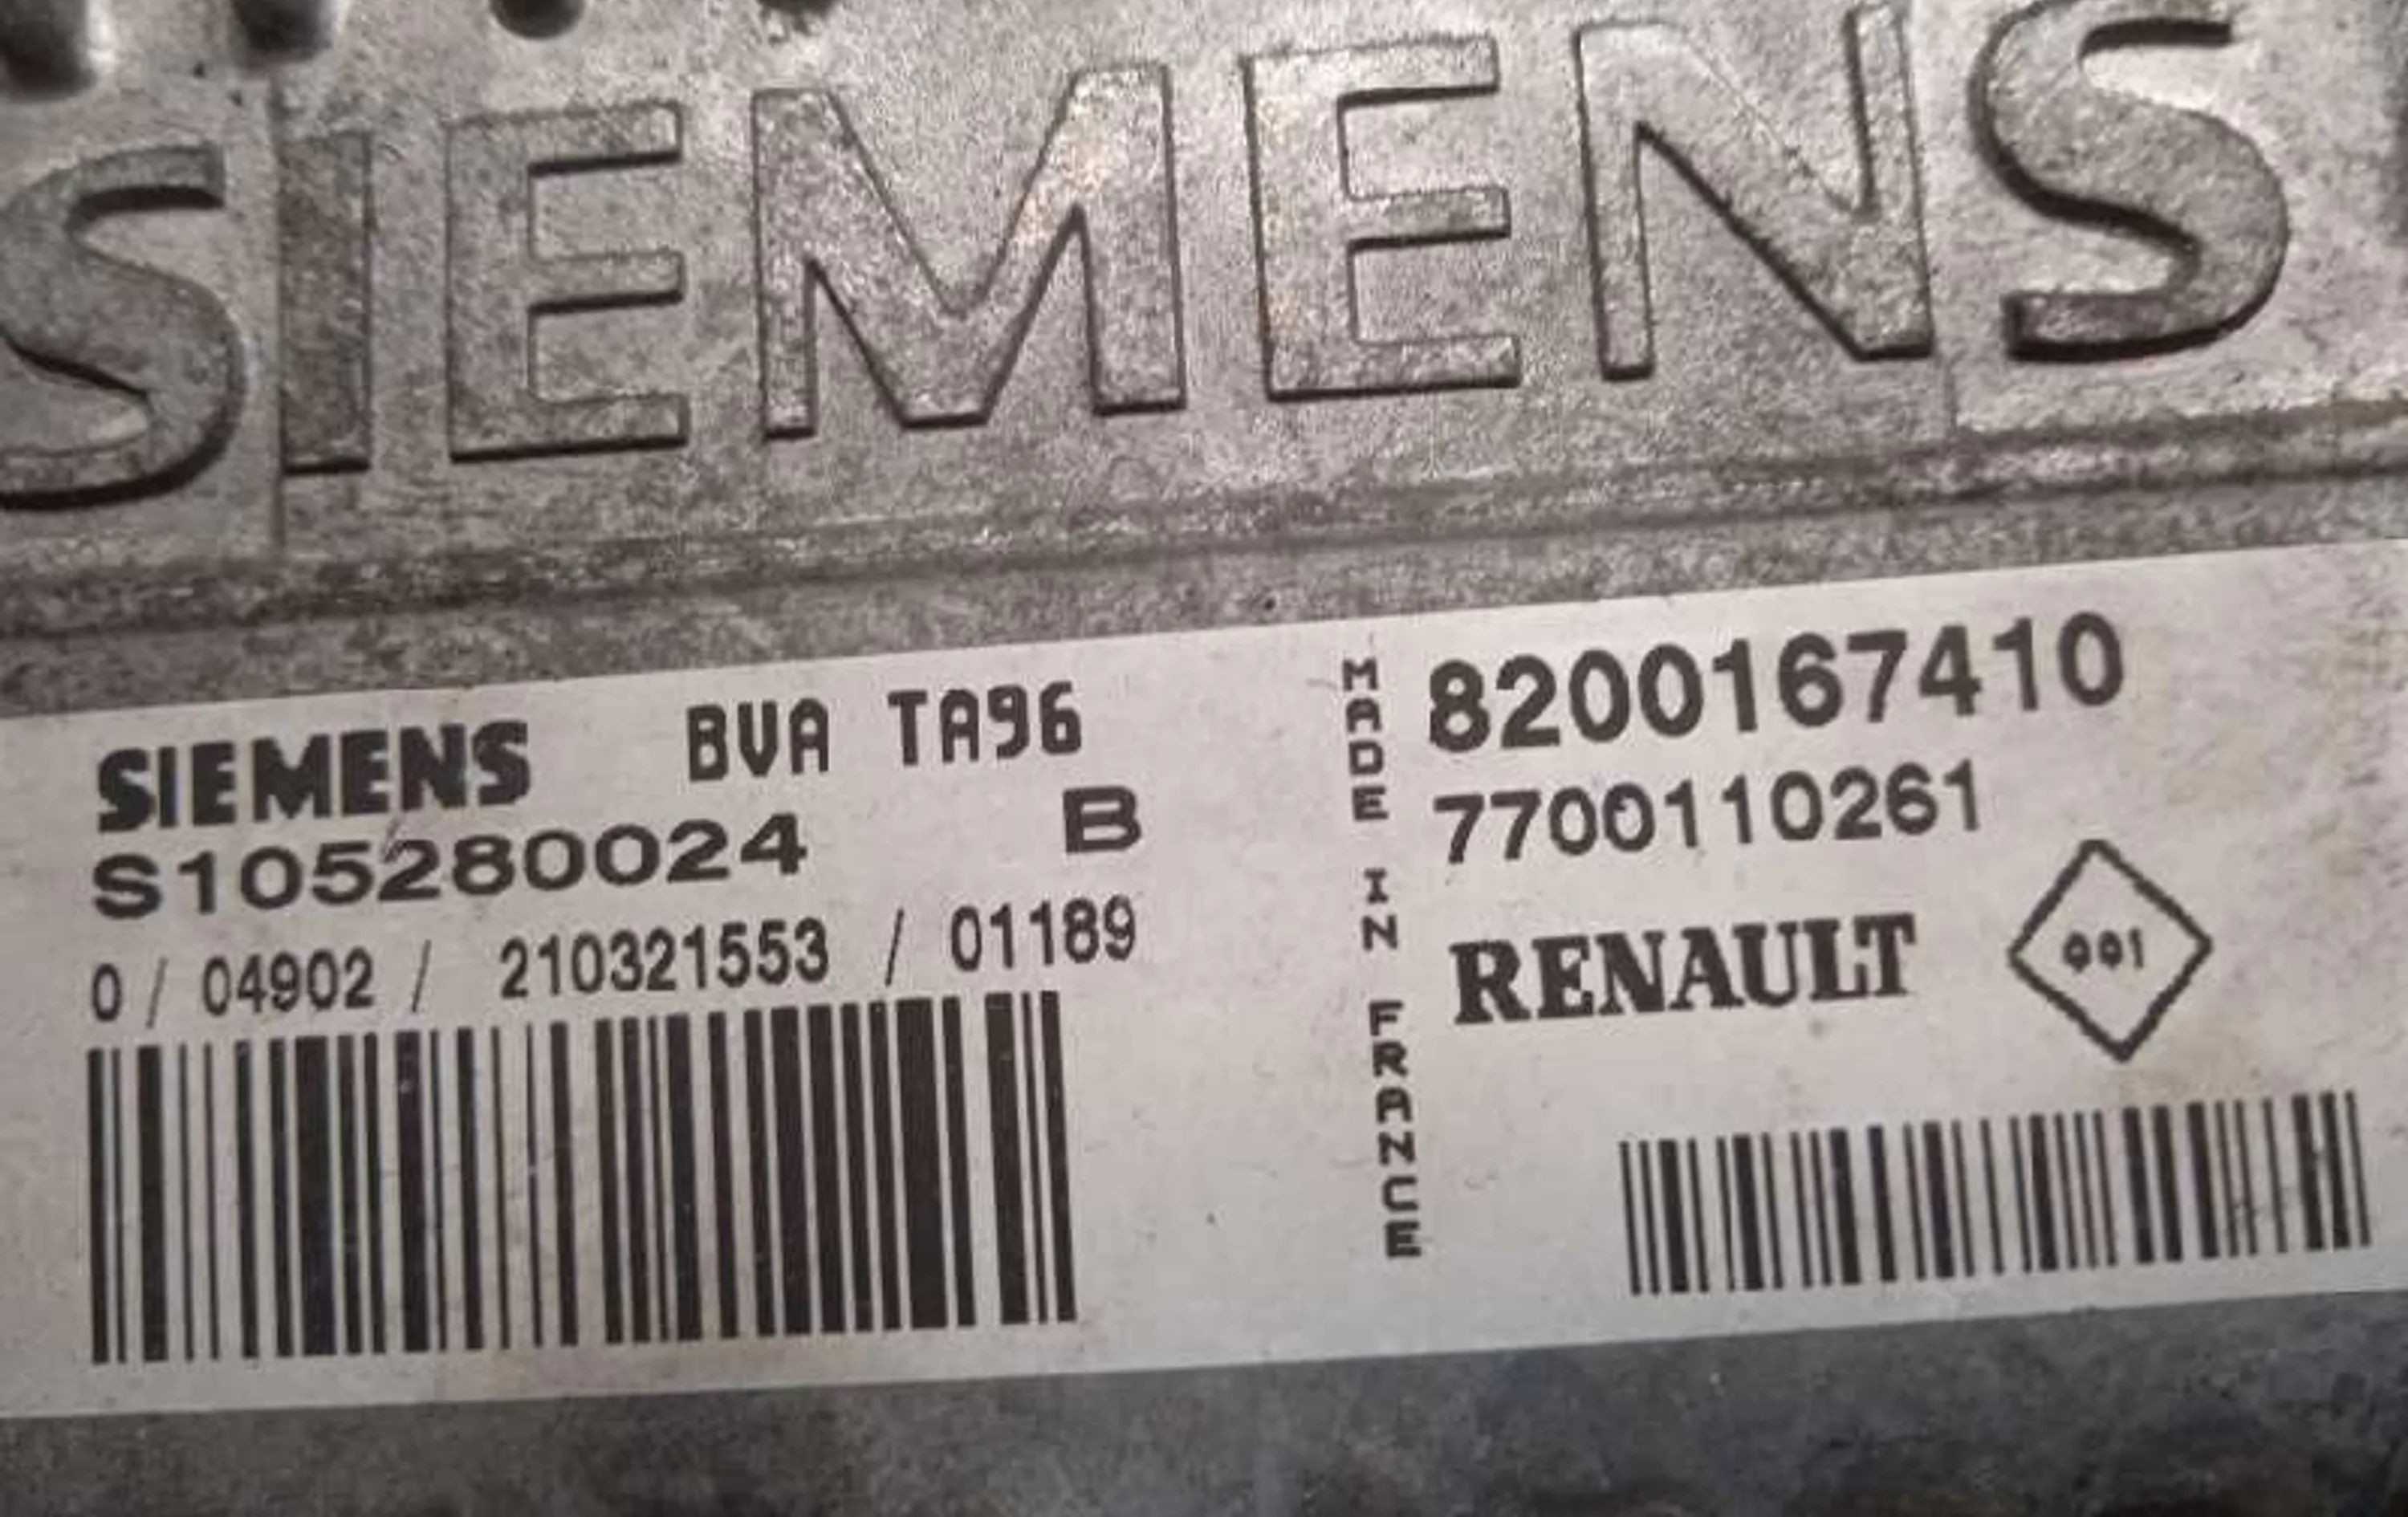 SIEMENS
SIEMENS BVA TA96
S105280024 B
0 / 04902 / 210321553 / 01189
MADE IN FRANCE
8200167410
7700110261
RENAULT 001